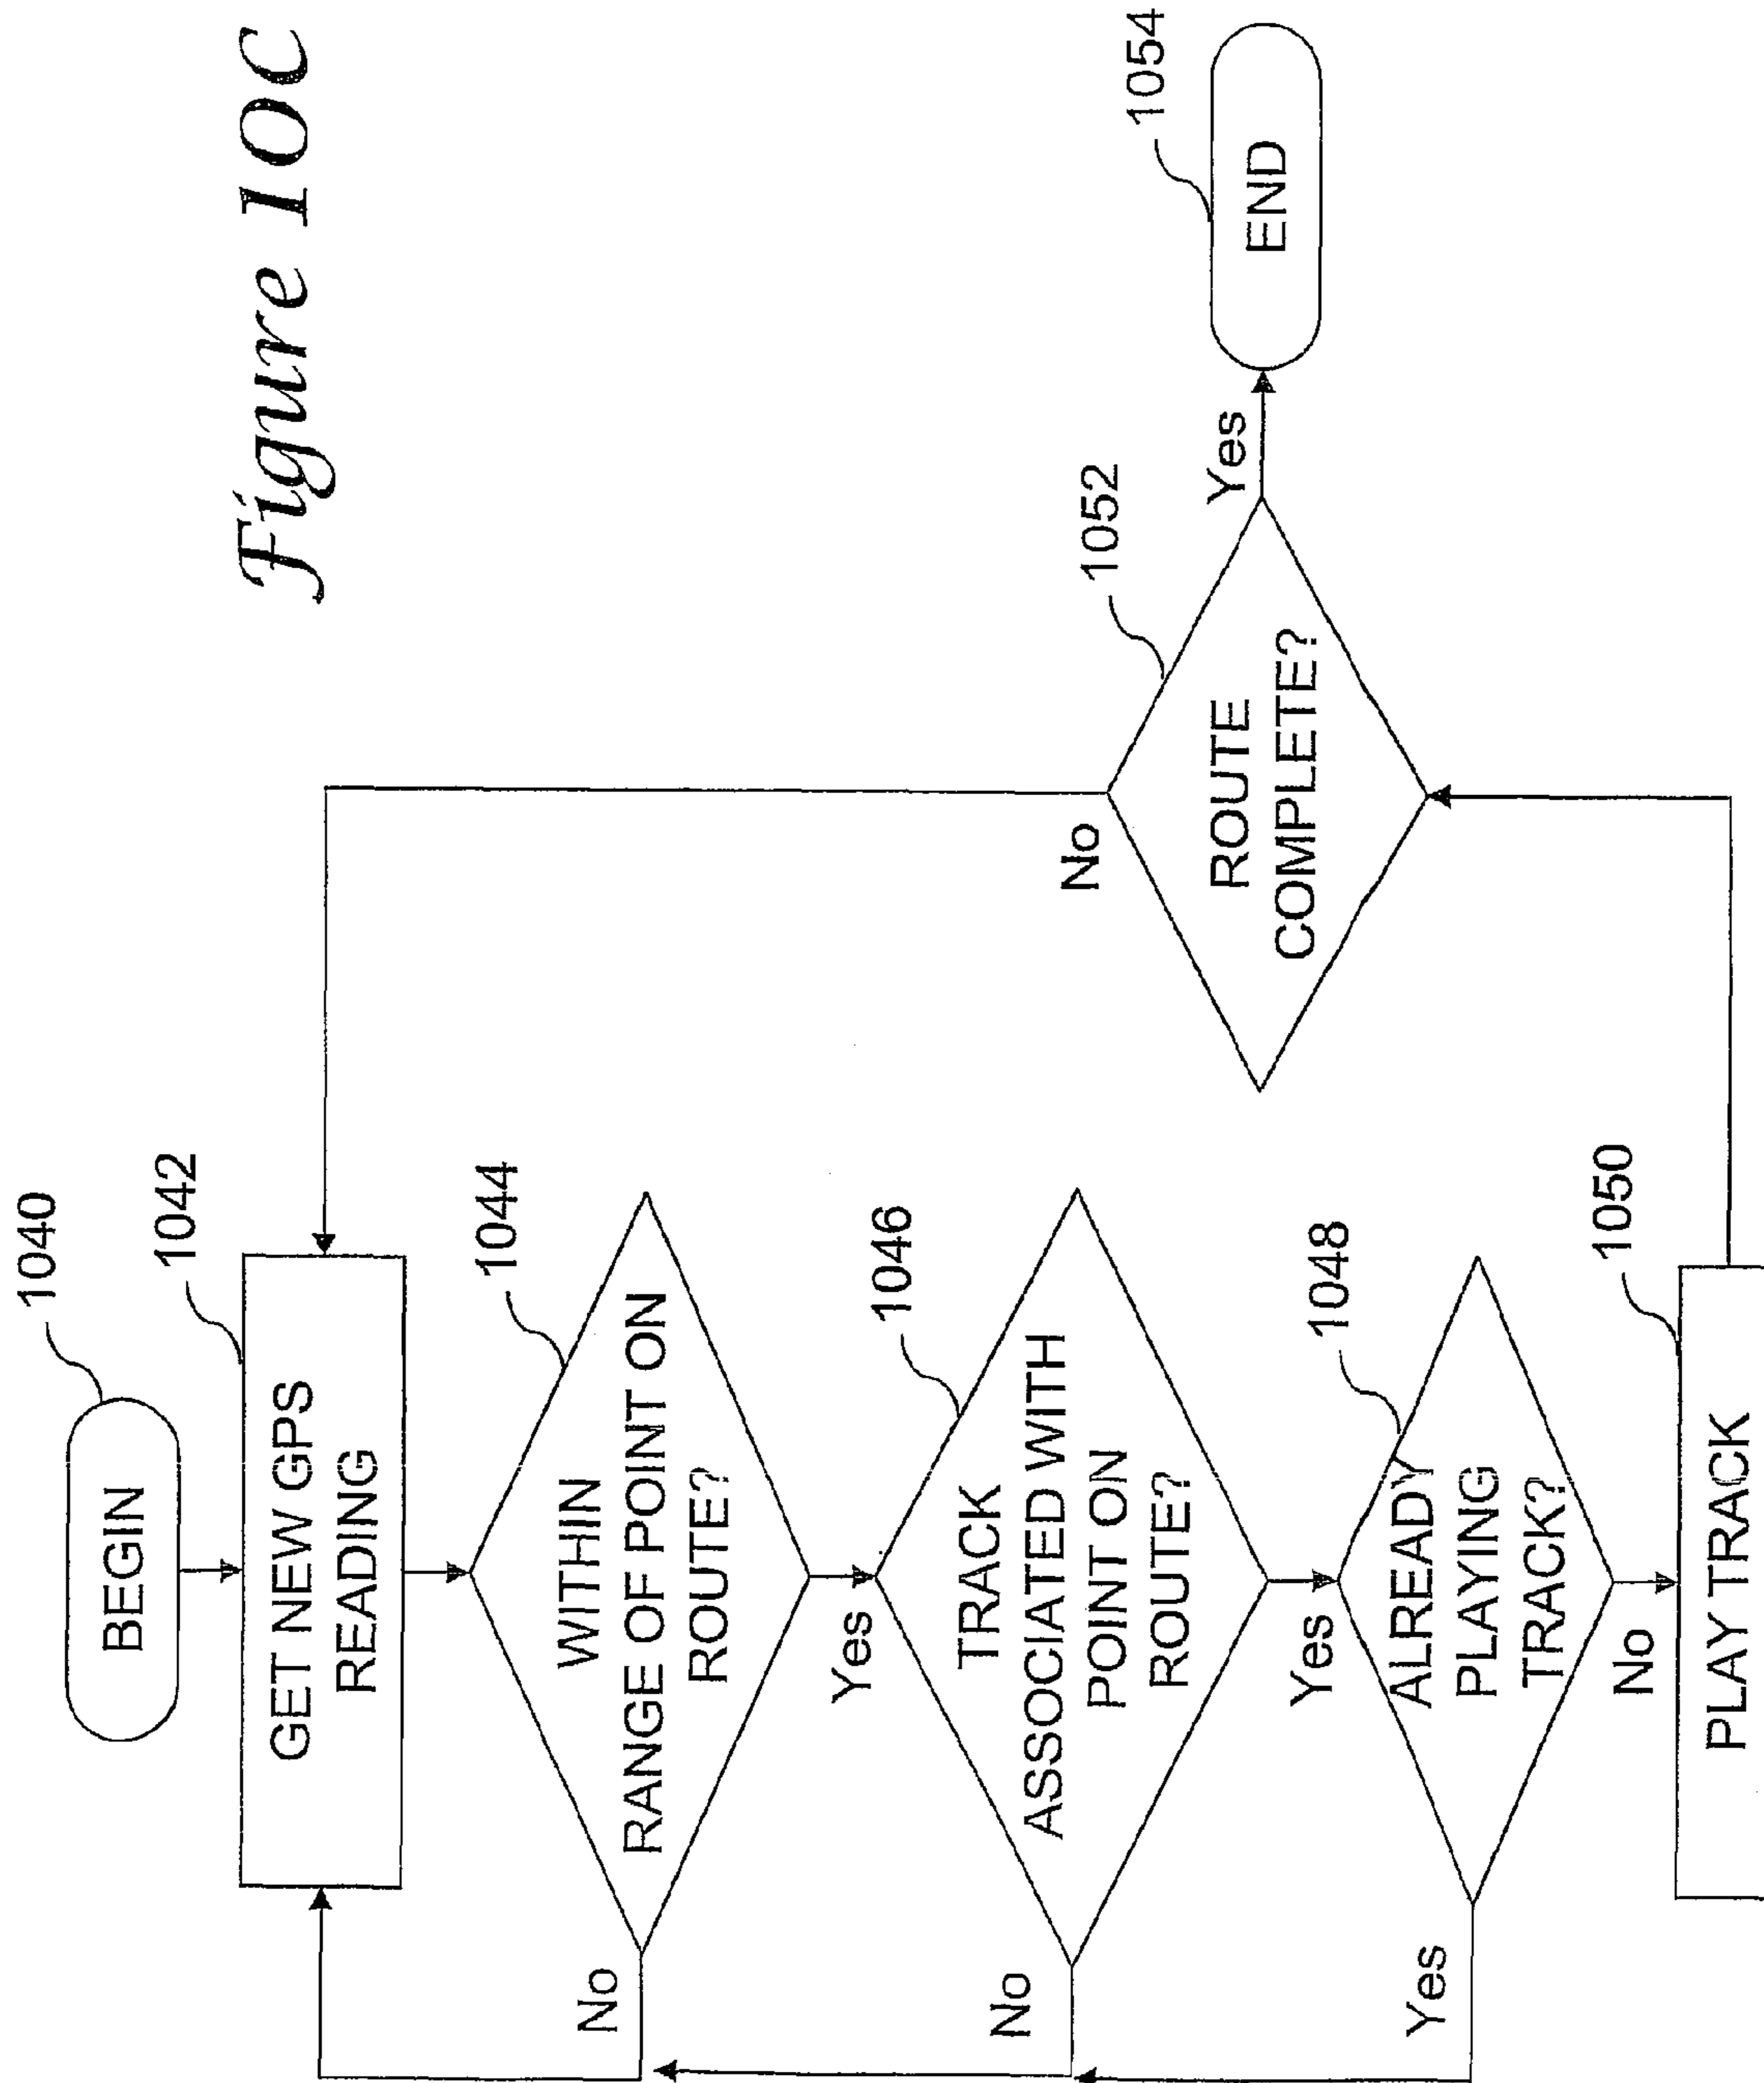 Figure 10C
1040
BEGIN
1042
GET NEW GPS
READING
1044
WITHIN
RANGE OF POINT ON
ROUTE?
No
Yes
1046
TRACK
ASSOCIATED WITH
POINT ON
ROUTE?
No
Yes
1048
ALREADY
PLAYING
TRACK?
Yes
No
1050
PLAY TRACK
1052
ROUTE
COMPLETE?
No
Yes
1054
END